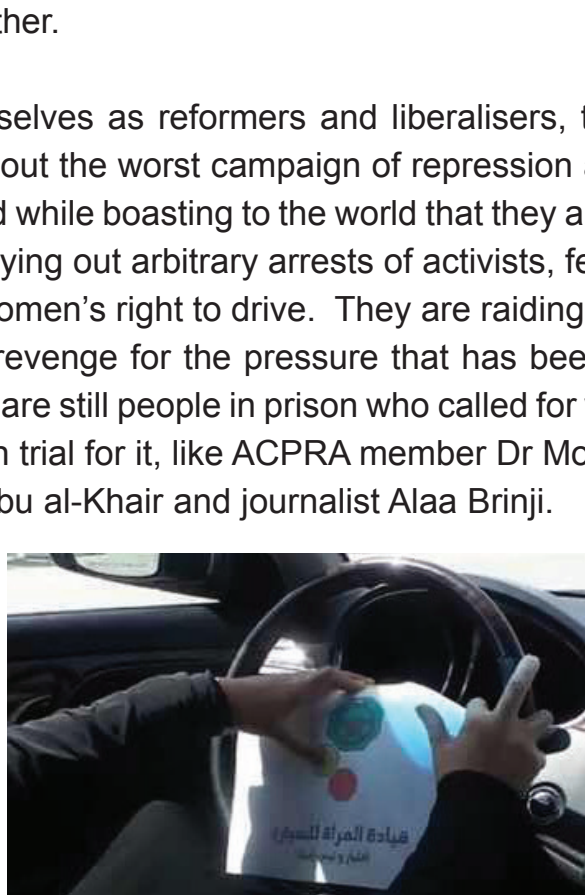 ther.
selves as reformers and liberalisers, t
out the worst campaign of repression
d while boasting to the world that they a
ying out arbitrary arrests of activists, fe
omen’s right to drive. They are raiding
revenge for the pressure that has bee
are still people in prison who called for
n trial for it, like ACPRA member Dr Mo
bu al-Khair and journalist Alaa Brinji.
قيادة المرأة للسيارة